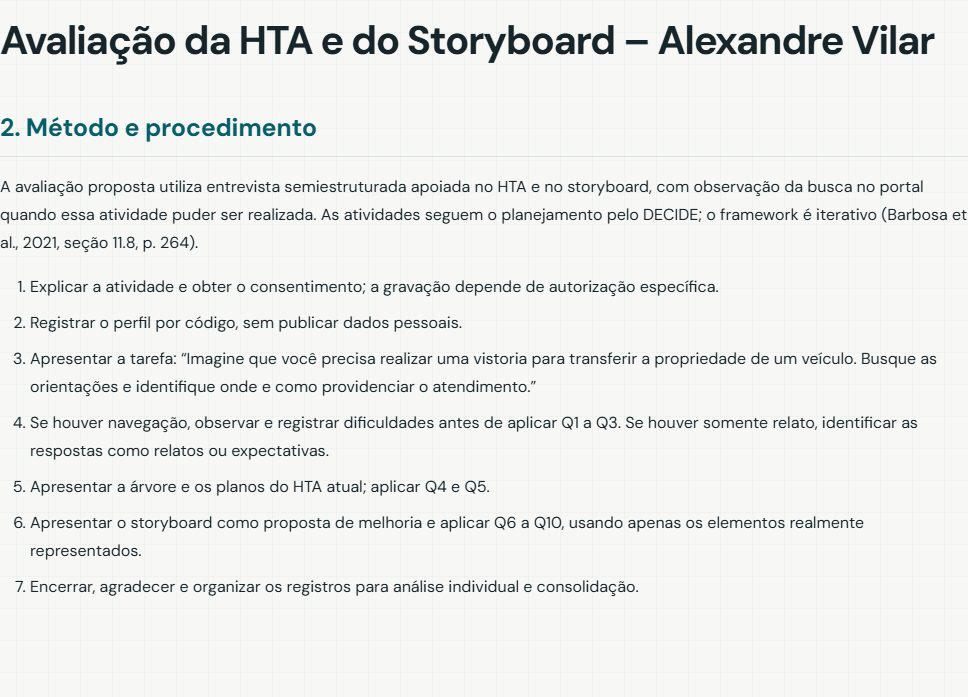 Avaliação da HTA e do Storyboard – Alexandre Vilar
2. Método e procedimento
A avaliação proposta utiliza entrevista semiestruturada apoiada no HTA e no storyboard, com observação da busca no portal
quando essa atividade puder ser realizada. As atividades seguem o planejamento pelo DECIDE; o framework é iterativo (Barbosa et
al., 2021, seção 11.8, p. 264).
1. Explicar a atividade e obter o consentimento; a gravação depende de autorização específica.
2. Registrar o perfil por código, sem publicar dados pessoais.
3. Apresentar a tarefa: “Imagine que você precisa realizar uma vistoria para transferir a propriedade de um veículo. Busque as
orientações e identifique onde e como providenciar o atendimento.”
4. Se houver navegação, observar e registrar dificuldades antes de aplicar Q1 a Q3. Se houver somente relato, identificar as
respostas como relatos ou expectativas.
5. Apresentar a árvore e os planos do HTA atual; aplicar Q4 e Q5.
6. Apresentar o storyboard como proposta de melhoria e aplicar Q6 a Q10, usando apenas os elementos realmente
representados.
7. Encerrar, agradecer e organizar os registros para análise individual e consolidação.